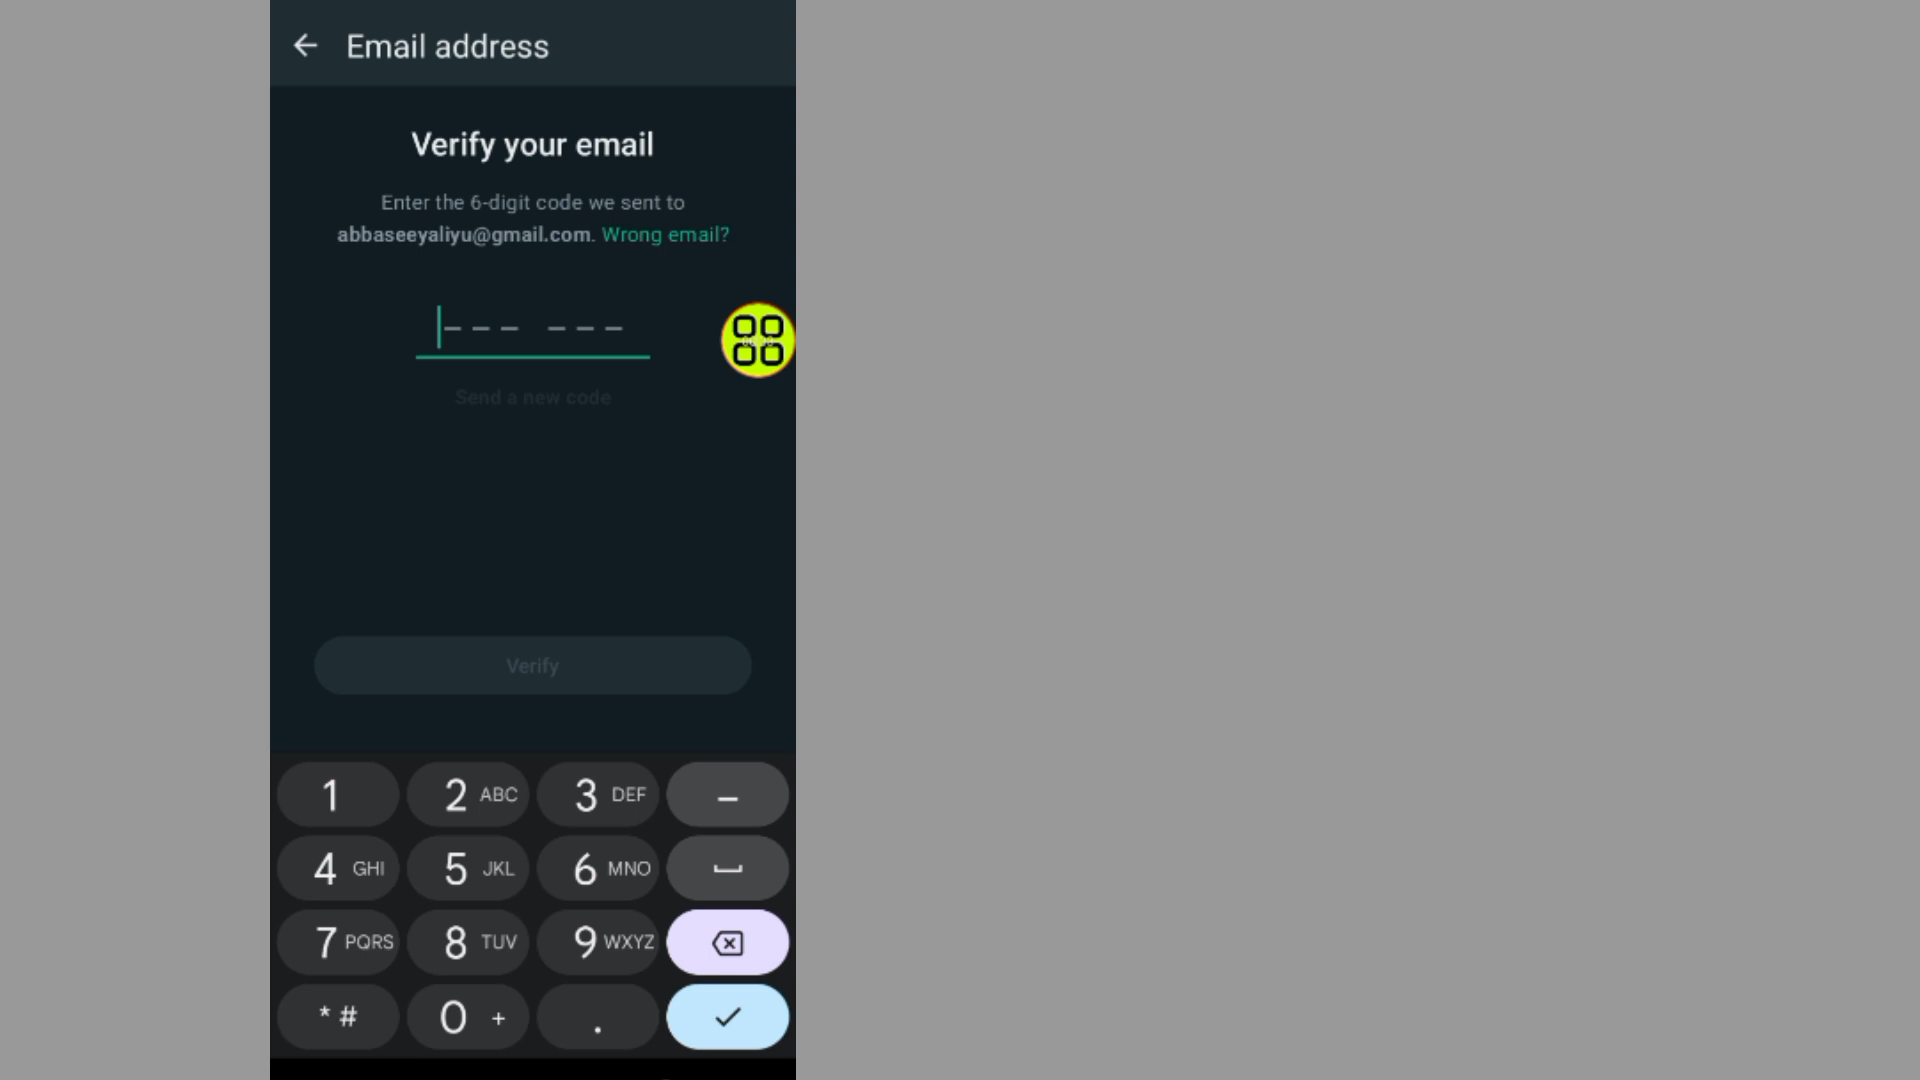 Email address
Verify your email
Enter the 6-digit code we sent to
abbaseeyaliyu@gmail.com. Wrong email?
--- ---
Send a new code
Verify
1 2 ABC 3 DEF –
4 GHI 5 JKL 6 MNO
7 PQRS 8 TUV 9 WXYZ
* # 0 + .